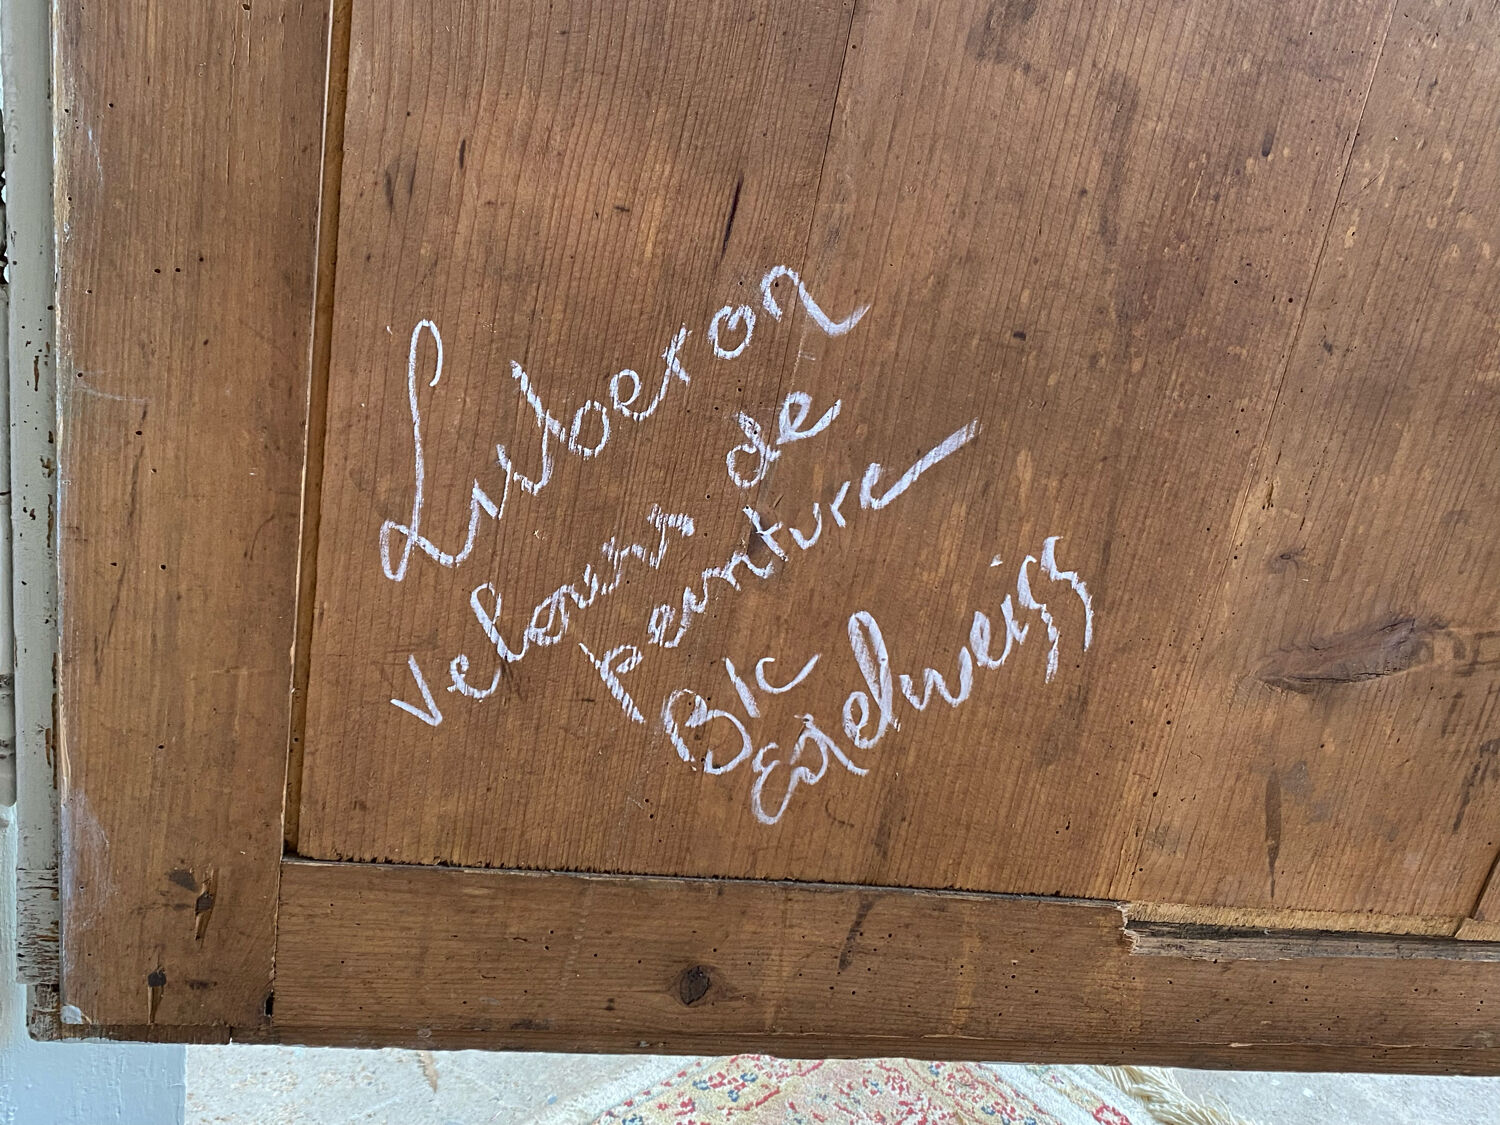 Luberon
velours de
peinture
Blc
Edelweiss